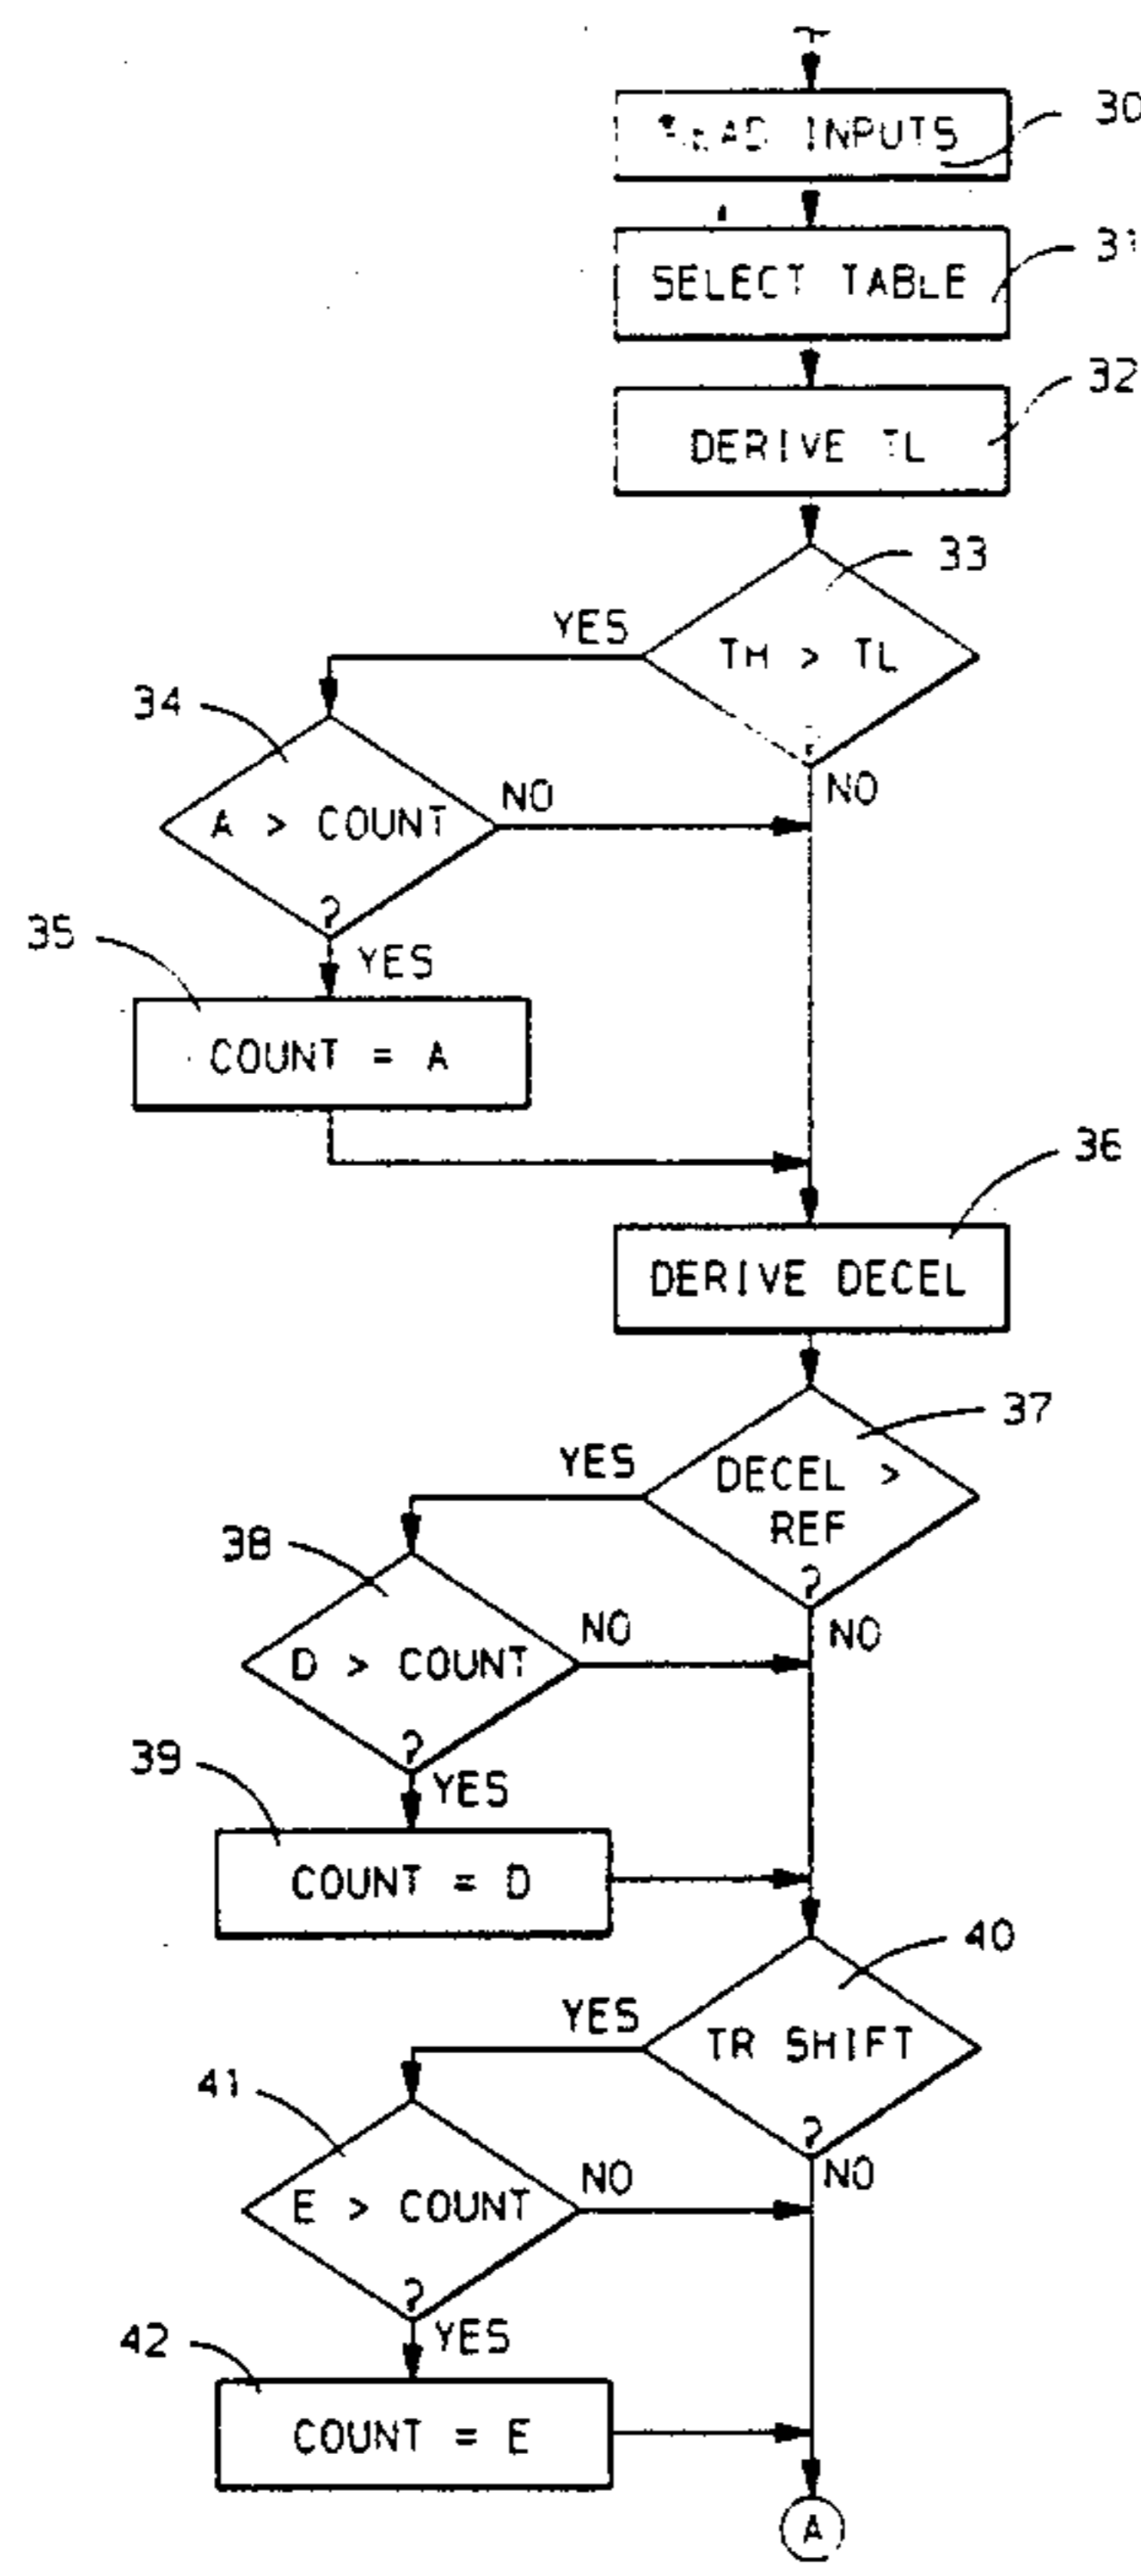 READ INPUTS
30
SELECT TABLE
31
DERIVE TL
32
33
TH > TL
?
YES
NO
34
A > COUNT
?
NO
YES
35
COUNT = A
36
DERIVE DECEL
37
DECEL >
REF
?
YES
NO
38
D > COUNT
?
NO
YES
39
COUNT = D
40
TR SHIFT
?
YES
NO
41
E > COUNT
?
NO
YES
42
COUNT = E
A